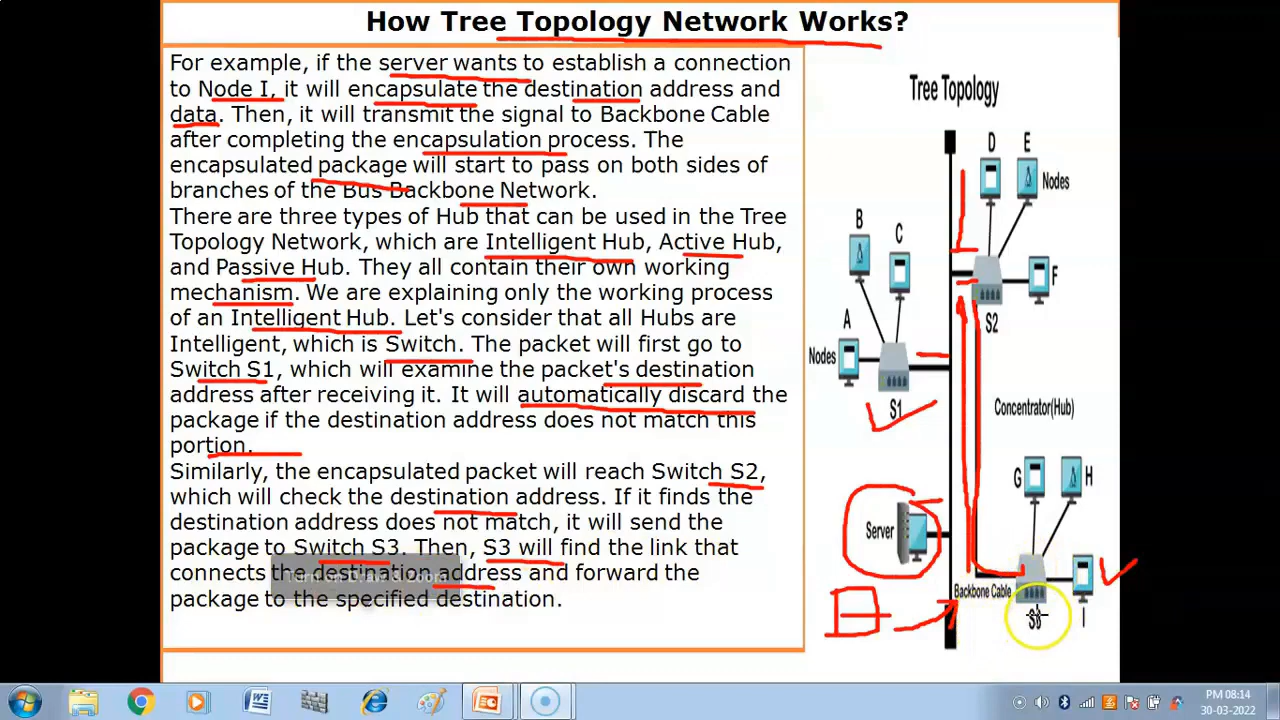 How Tree Topology Network Works?
For example, if the server wants to establish a connection
to Node I, it will encapsulate the destination address and
data. Then, it will transmit the signal to Backbone Cable
after completing the encapsulation process. The
encapsulated package will start to pass on both sides of
branches of the Bus Backbone Network.
There are three types of Hub that can be used in the Tree
Topology Network, which are Intelligent Hub, Active Hub,
and Passive Hub. They all contain their own working
mechanism. We are explaining only the working process
of an Intelligent Hub. Let's consider that all Hubs are
Intelligent, which is Switch. The packet will first go to
Switch S1, which will examine the packet's destination
address after receiving it. It will automatically discard the
package if the destination address does not match this
portion.
Similarly, the encapsulated packet will reach Switch S2,
which will check the destination address. If it finds the
destination address does not match, it will send the
package to Switch S3. Then, S3 will find the link that
connects the destination address and forward the
package to the specified destination.
Tree Topology
D
E
Nodes
B
C
F
S2
A
Nodes
S1
Concentrator(Hub)
G
H
Server
Backbone Cable
S3
I
PM 08:14
30-03-2022